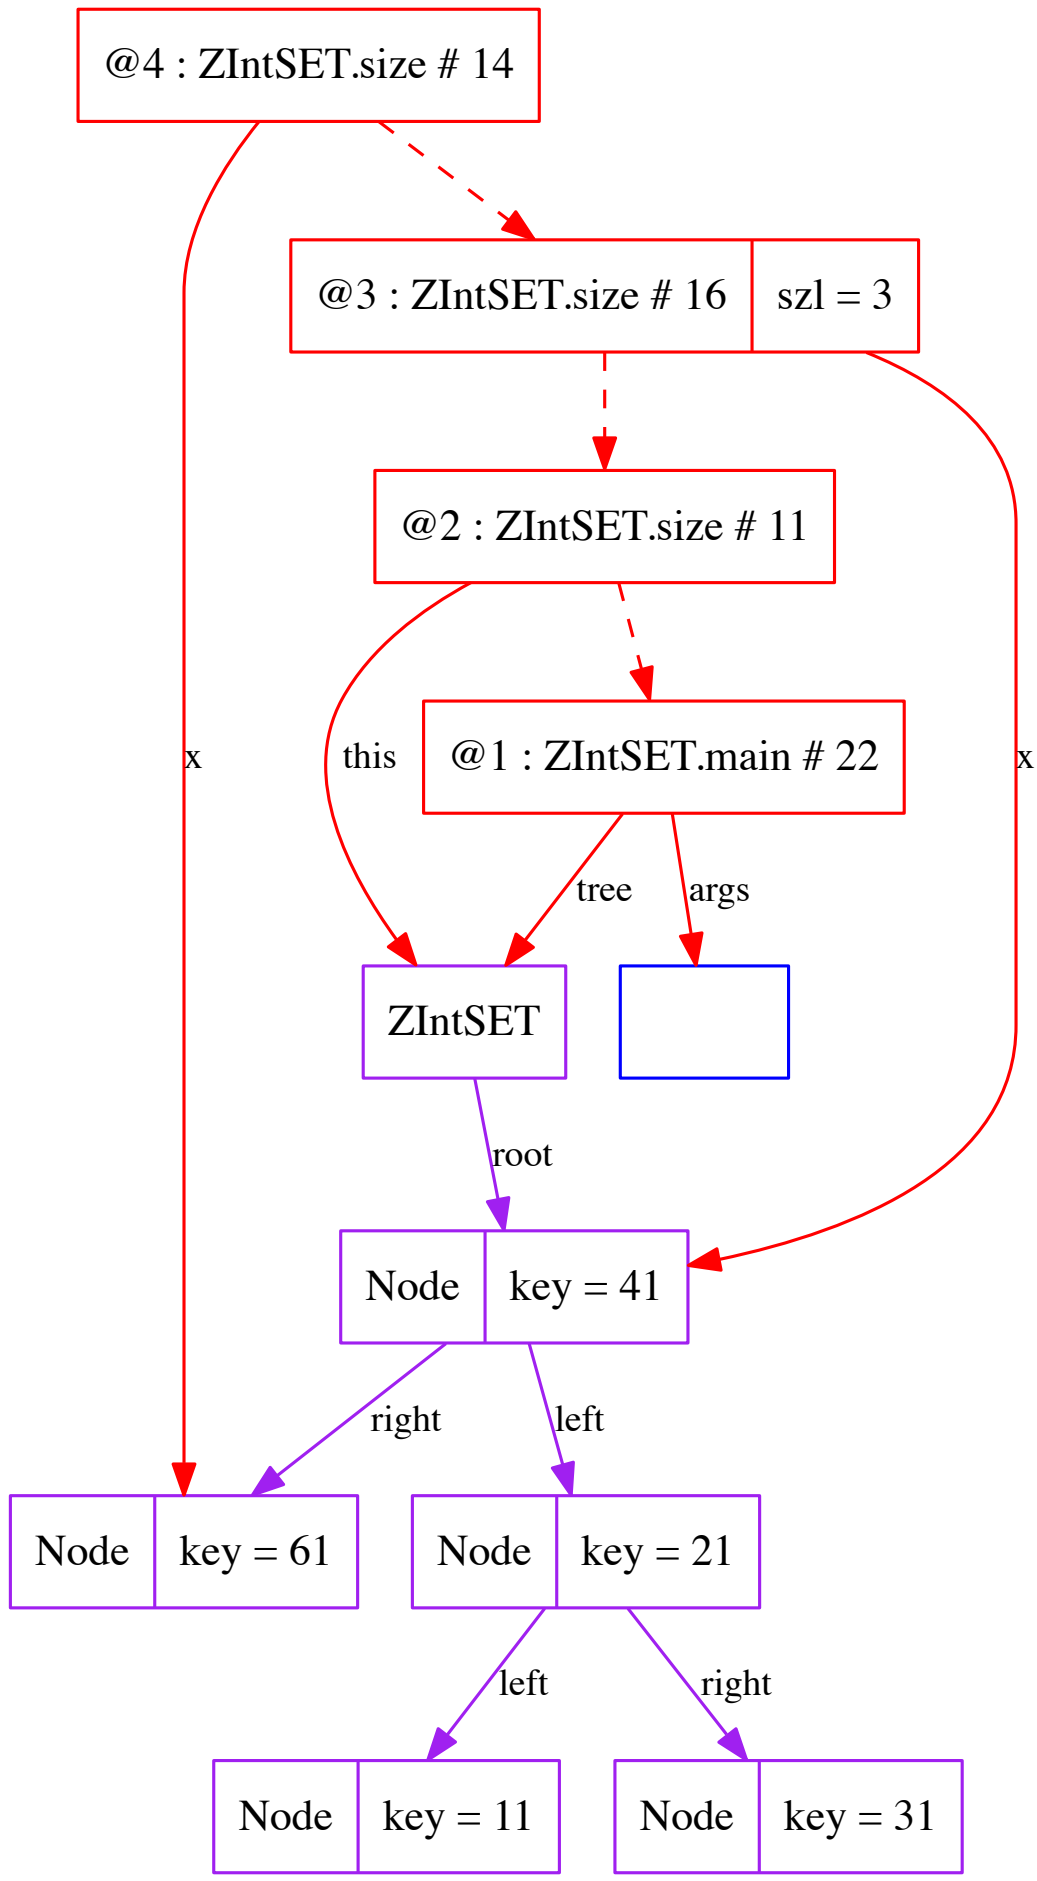 @4 : ZIntSET.size # 14
@3 : ZIntSET.size # 16 szl = 3
@2 : ZIntSET.size # 11
x
this
@1 : ZIntSET.main # 22
x
tree
args
ZIntSET
root
Node key = 41
right
left
Node key = 61
Node key = 21
left
right
Node key = 11
Node key = 31